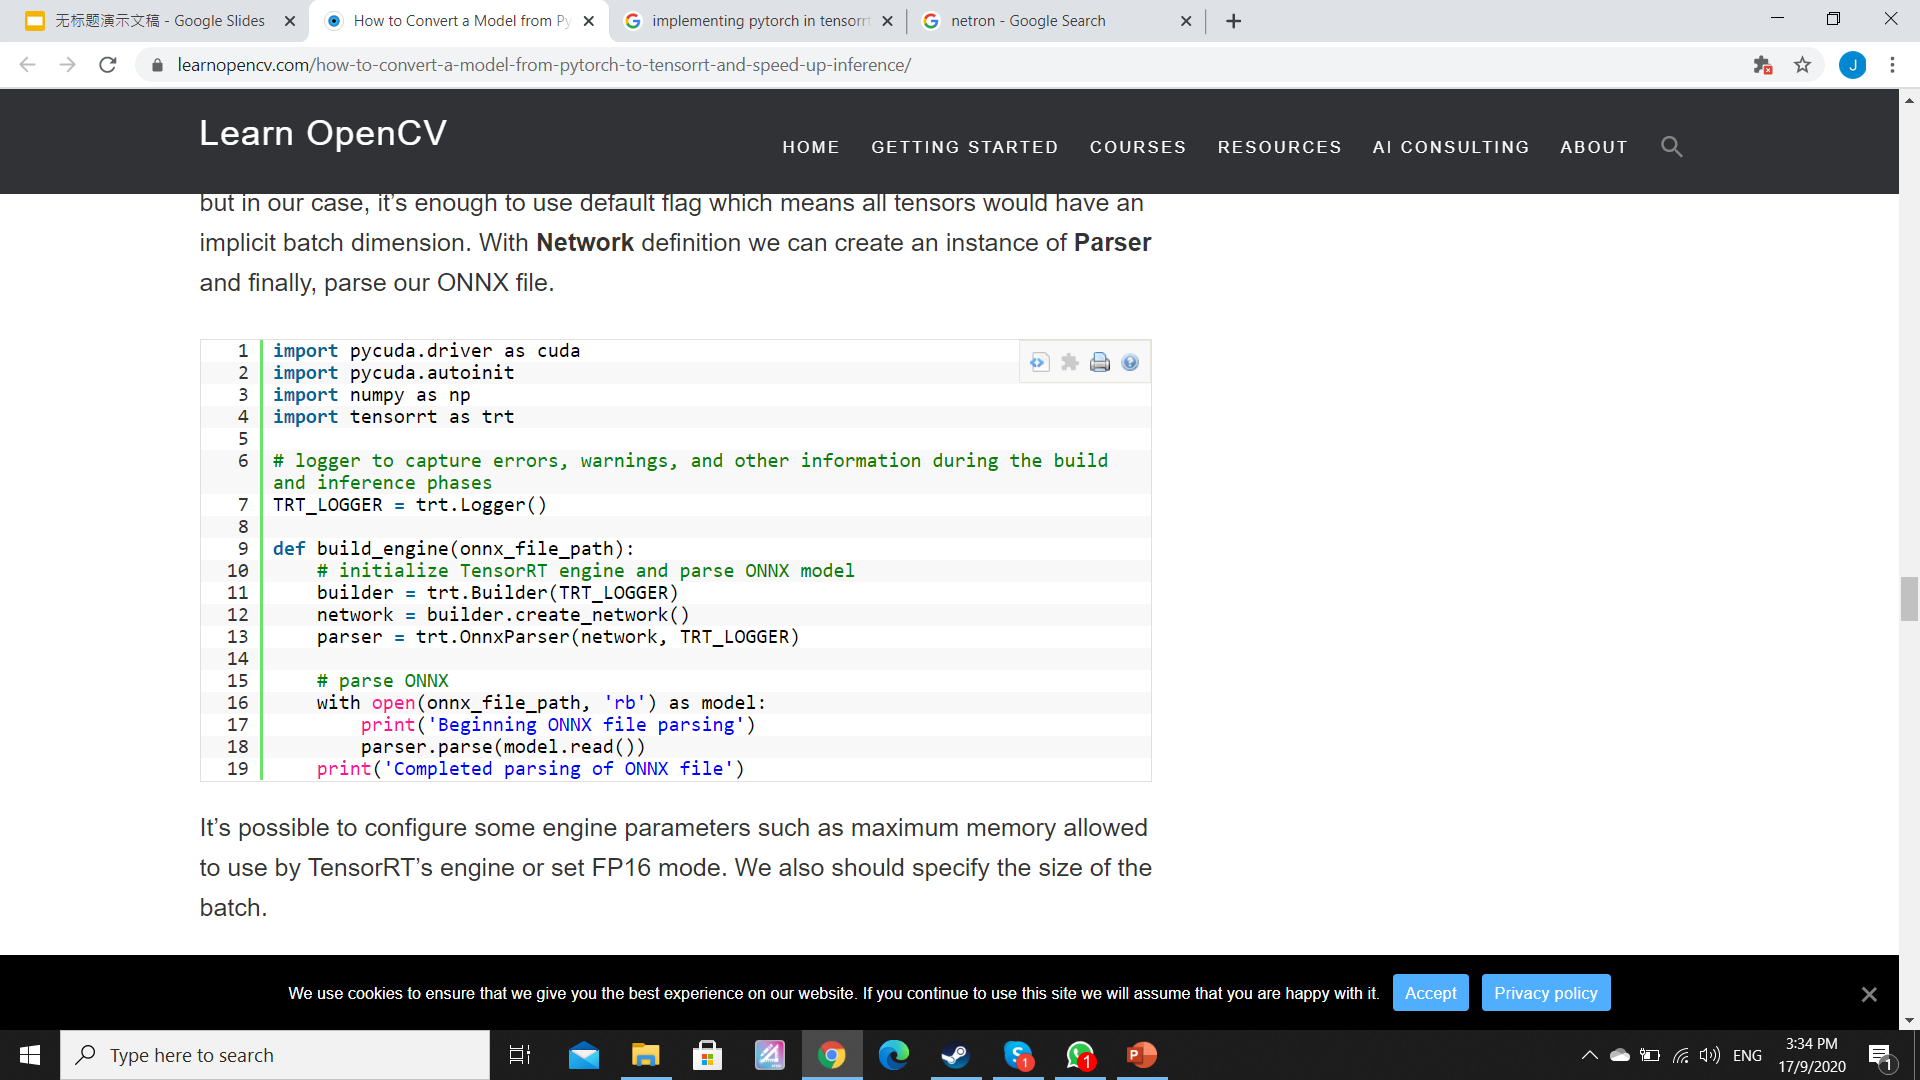 无标题演示文稿 - Google Slides
How to Convert a Model from Py
implementing pytorch in tensorrt
netron - Google Search
learnopencv.com/how-to-convert-a-model-from-pytorch-to-tensorrt-and-speed-up-inference/
J
Learn OpenCV
HOME GETTING STARTED COURSES RESOURCES AI CONSULTING ABOUT
but in our case, it’s enough to use default flag which means all tensors would have an
implicit batch dimension. With Network definition we can create an instance of Parser
and finally, parse our ONNX file.
1 import pycuda.driver as cuda
2 import pycuda.autoinit
3 import numpy as np
4 import tensorrt as trt
5
6 # logger to capture errors, warnings, and other information during the build
and inference phases
7 TRT_LOGGER = trt.Logger()
8
9 def build_engine(onnx_file_path):
10     # initialize TensorRT engine and parse ONNX model
11     builder = trt.Builder(TRT_LOGGER)
12     network = builder.create_network()
13     parser = trt.OnnxParser(network, TRT_LOGGER)
14
15     # parse ONNX
16     with open(onnx_file_path, 'rb') as model:
17         print('Beginning ONNX file parsing')
18         parser.parse(model.read())
19     print('Completed parsing of ONNX file')
It’s possible to configure some engine parameters such as maximum memory allowed
to use by TensorRT’s engine or set FP16 mode. We also should specify the size of the
batch.
We use cookies to ensure that we give you the best experience on our website. If you continue to use this site we will assume that you are happy with it. Accept Privacy policy
Type here to search
1
1
ENG
3:34 PM
17/9/2020
1